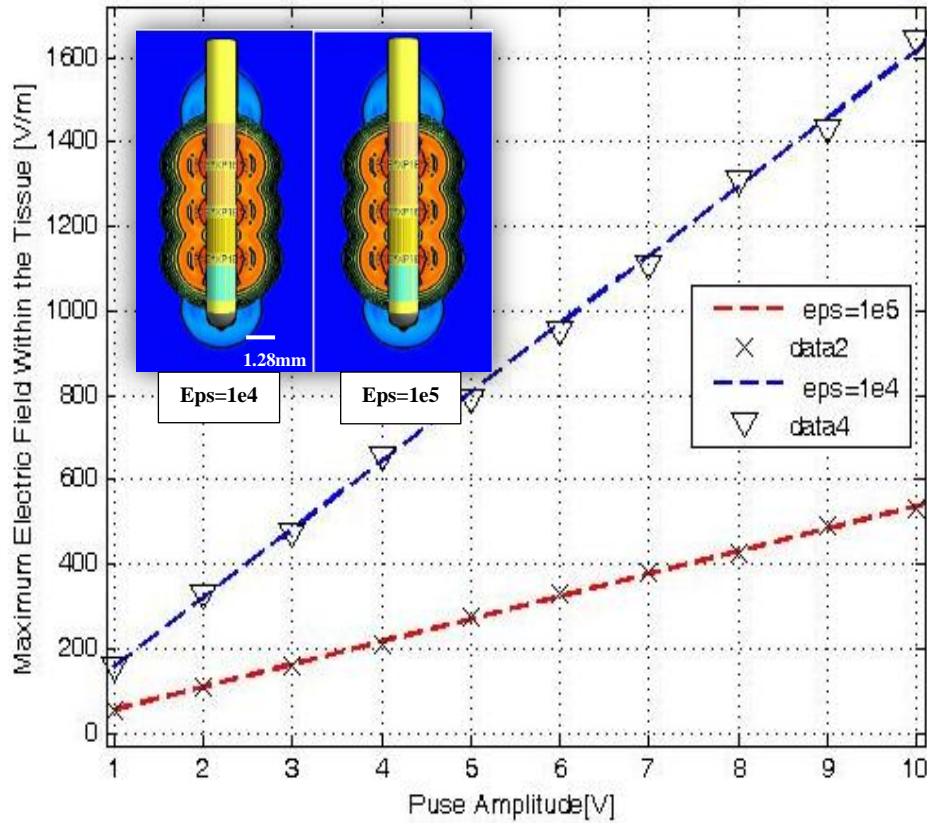 Maximum Electric Field Within the Tissue [V/m]
1600
1400
1200
1000
800
600
400
200
0
1.28mm
Eps=1e4
Eps=1e5
eps=1e5
data2
eps=1e4
data4
1 2 3 4 5 6 7 8 9 10
Puse Amplitude[V]